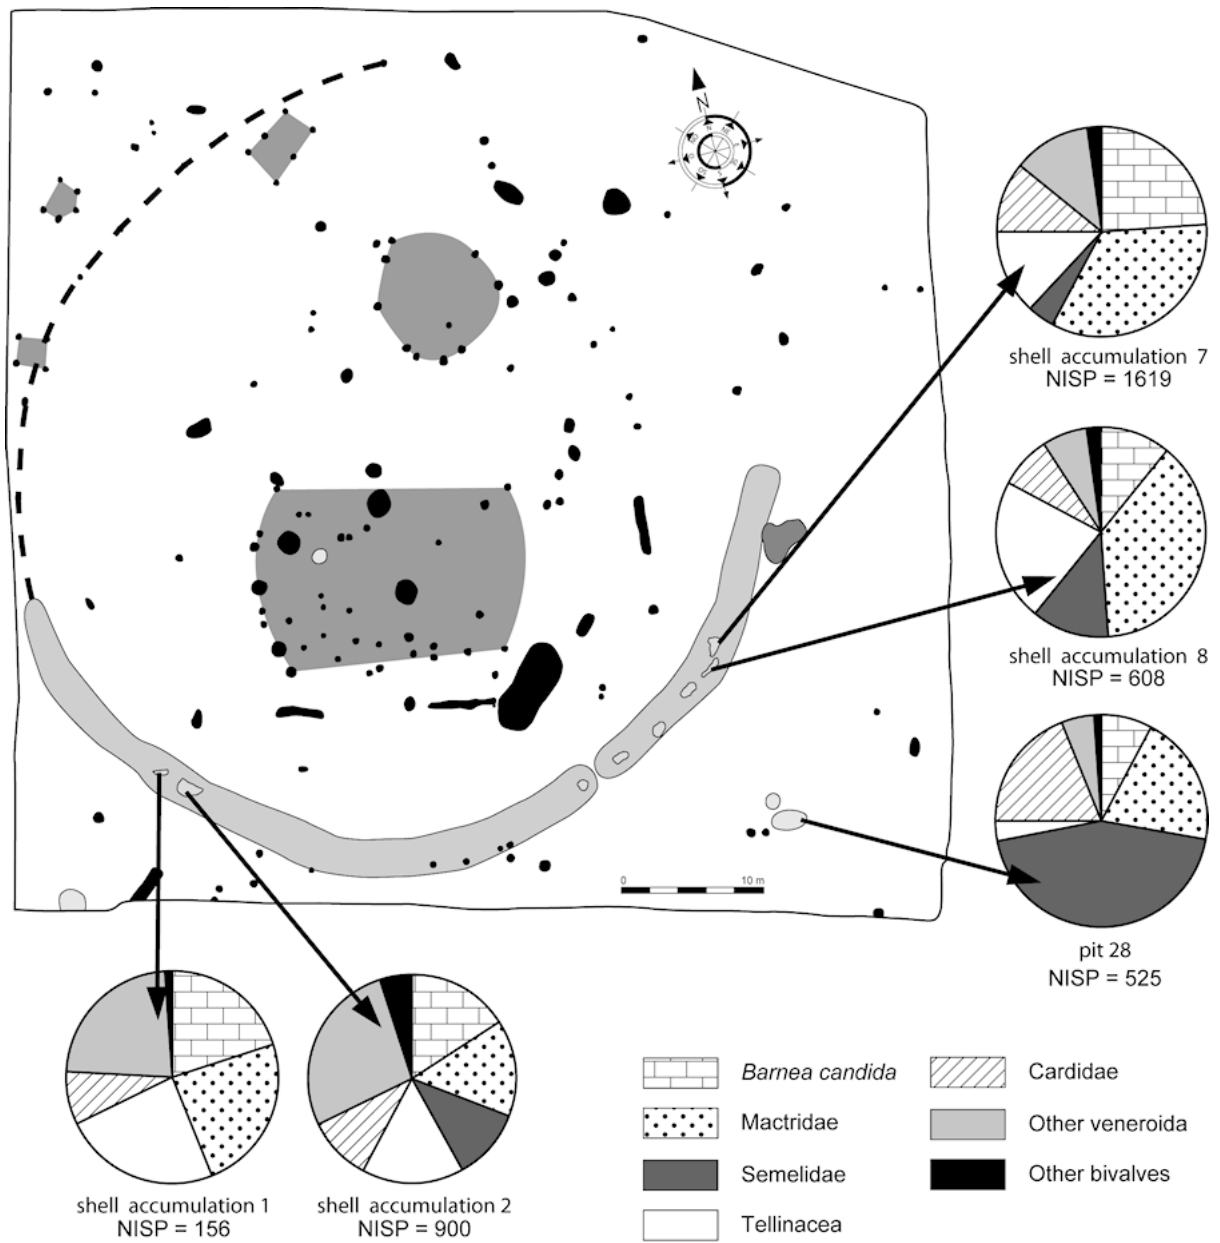 N
shell accumulation 7
NISP = 1619
shell accumulation 8
NISP = 608
0 10 m
pit 28
NISP = 525
shell accumulation 1
NISP = 156
shell accumulation 2
NISP = 900
Barnea candida
Mactridae
Semelidae
Tellinacea
Cardidae
Other veneroida
Other bivalves